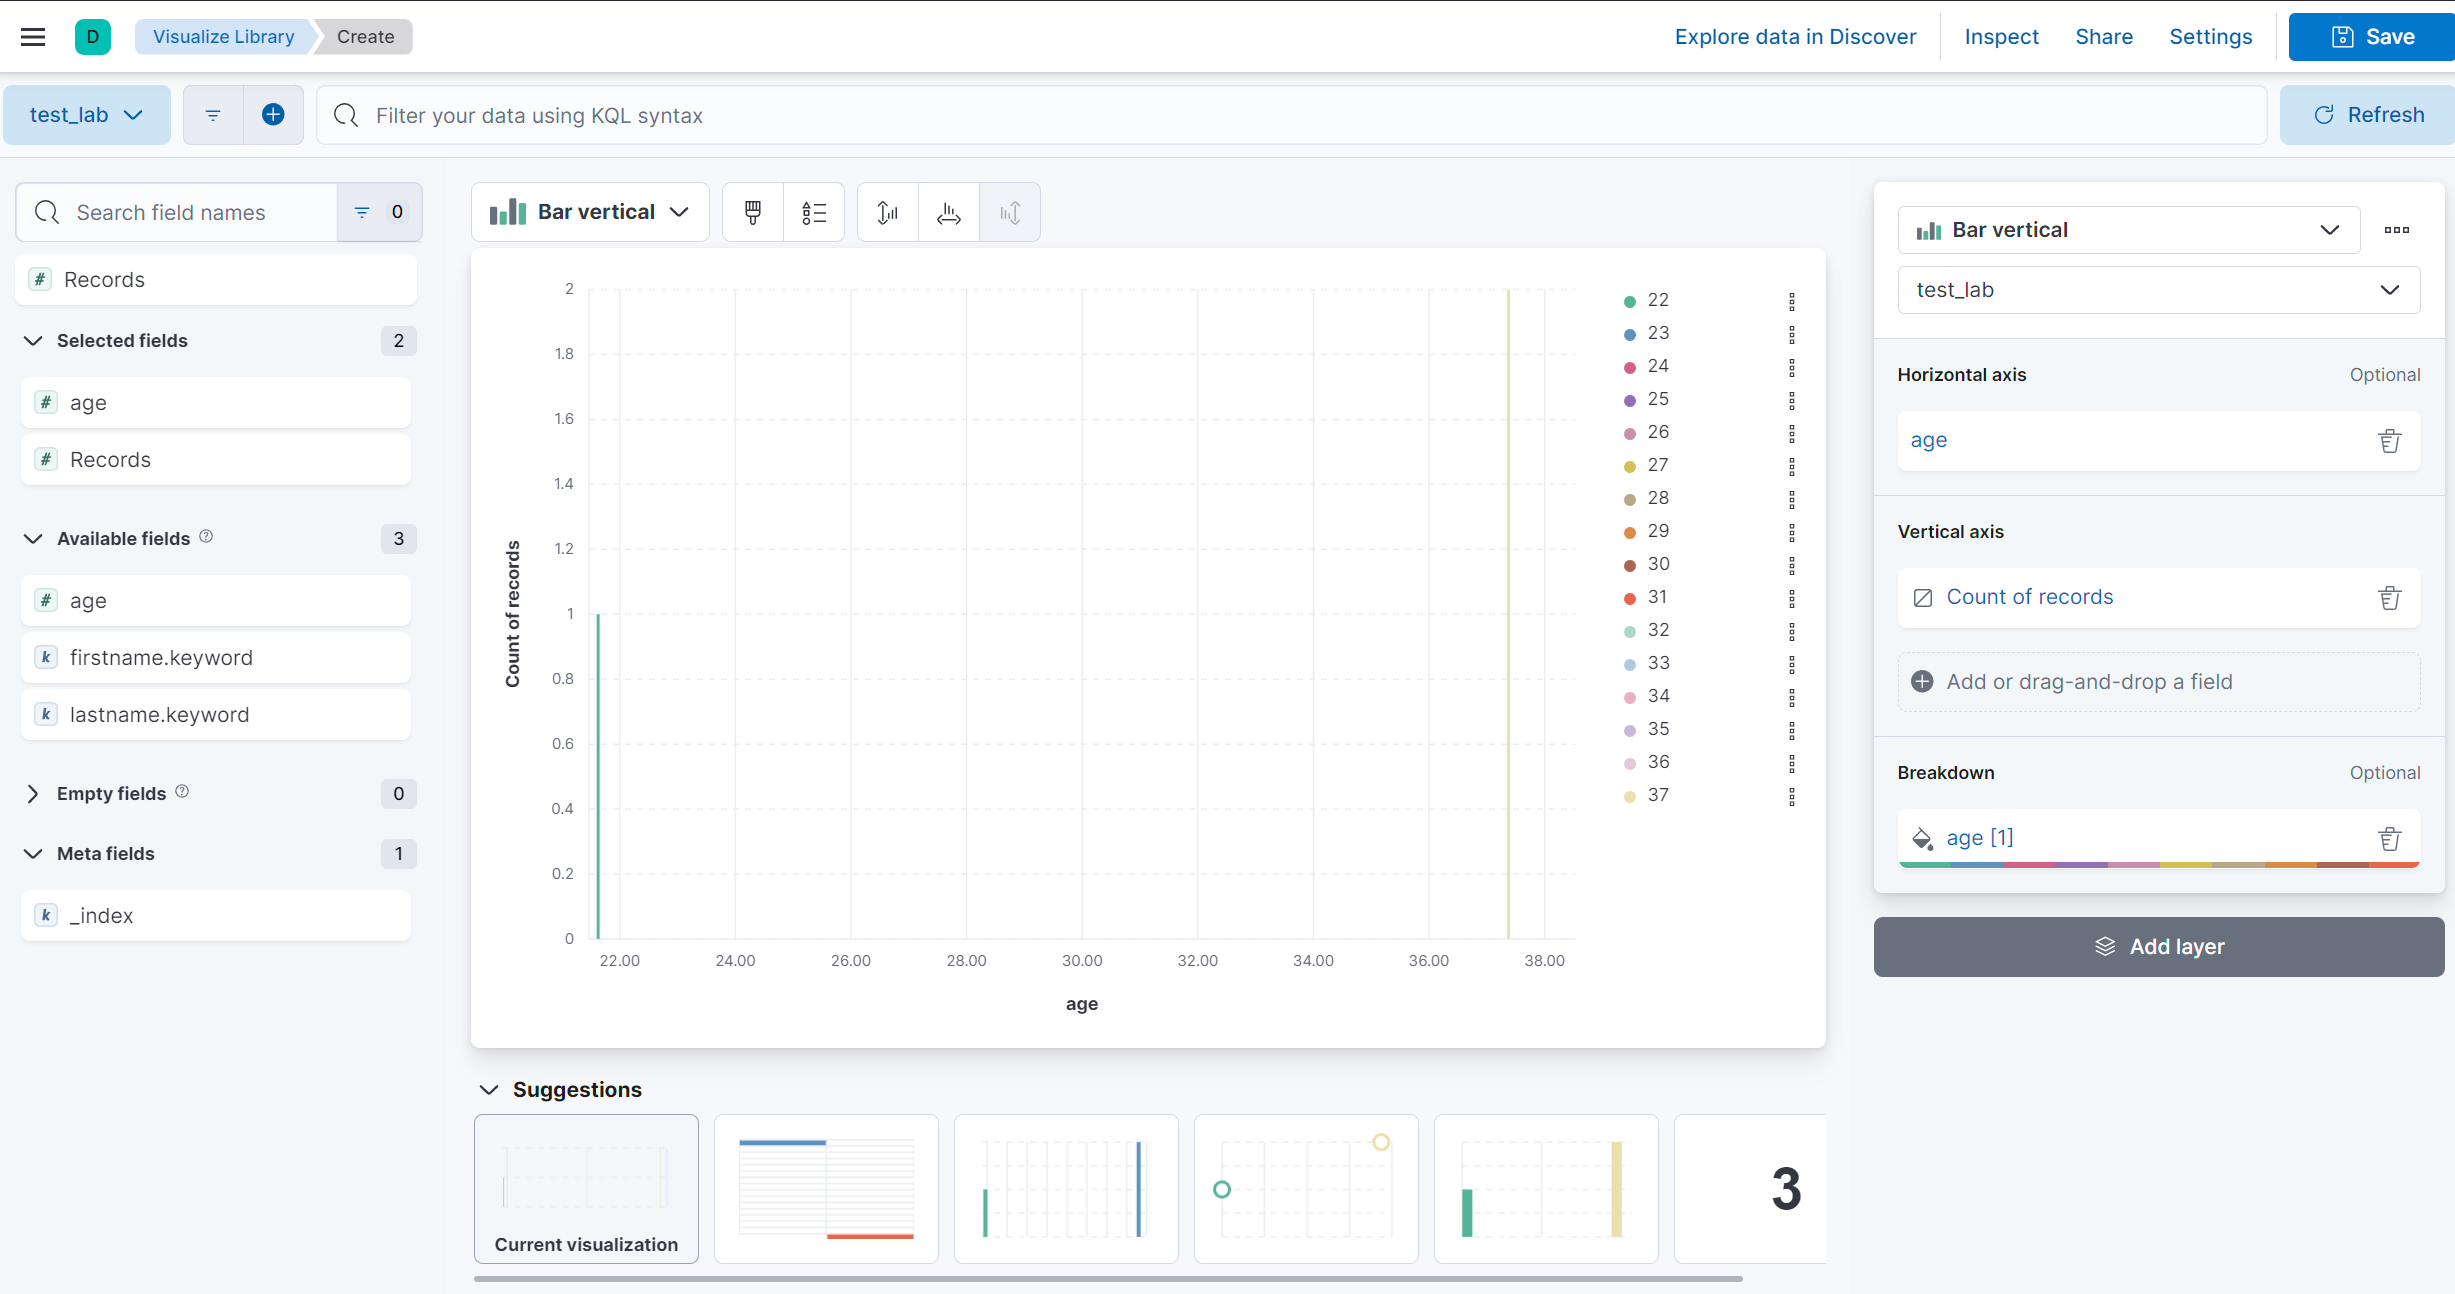 D
Visualize Library
Create
Explore data in Discover
Inspect
Share
Settings
Save
test_lab
Filter your data using KQL syntax
Refresh
Search field names
0
# Records
Selected fields
2
# age
# Records
Available fields
3
# age
k firstname.keyword
k lastname.keyword
Empty fields
0
Meta fields
1
k _index
Bar vertical
Count of records
2
1.8
1.6
1.4
1.2
1
0.8
0.6
0.4
0.2
0
22.00
24.00
26.00
28.00
30.00
32.00
34.00
36.00
38.00
age
22
23
24
25
26
27
28
29
30
31
32
33
34
35
36
37
Suggestions
Current visualization
3
Bar vertical
test_lab
Horizontal axis
Optional
age
Vertical axis
Count of records
Add or drag-and-drop a field
Breakdown
Optional
age [1]
Add layer